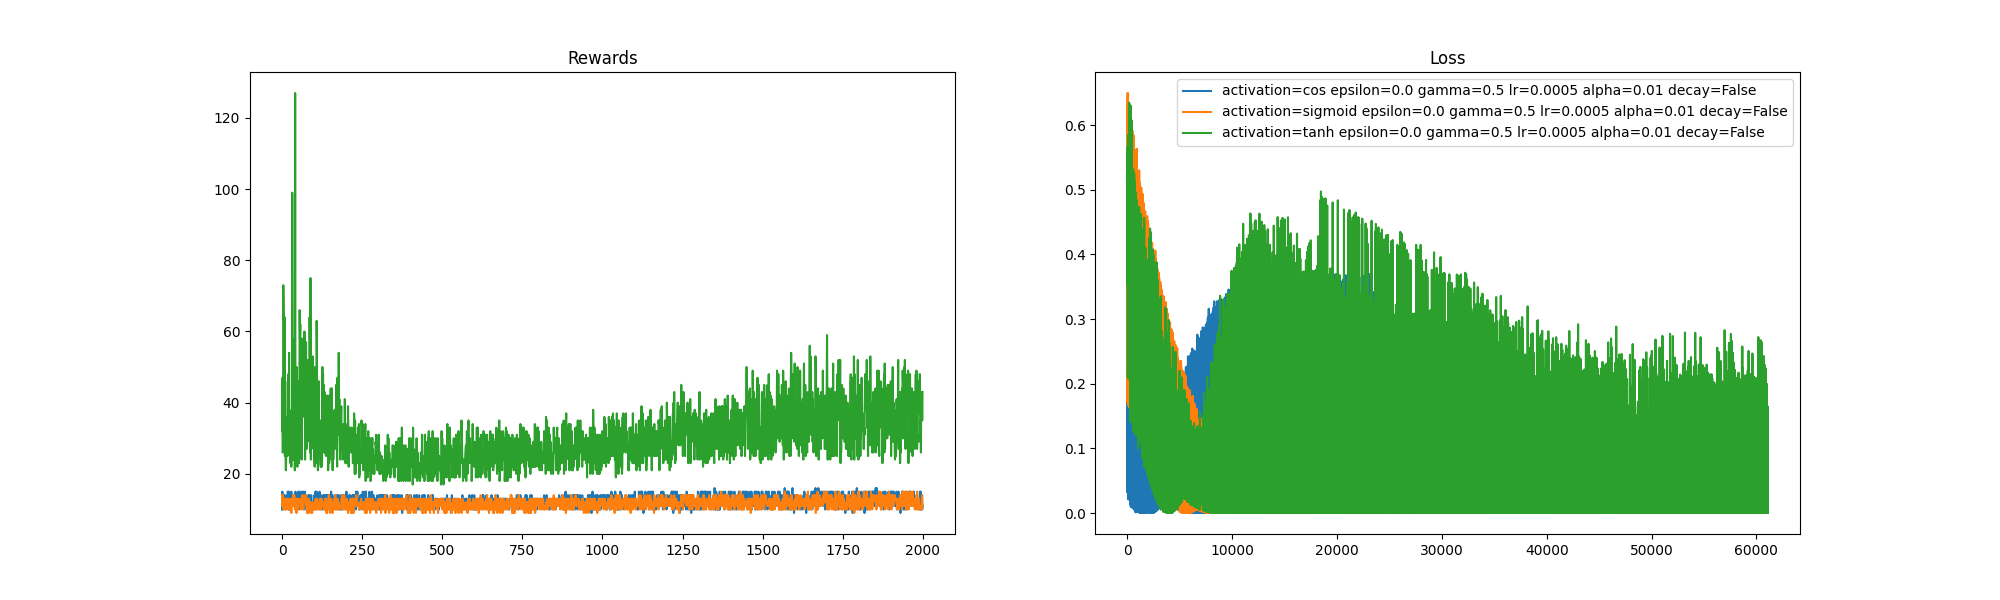 Rewards
120
100
80
60
40
20
0 250 500 750 1000 1250 1500 1750 2000
Loss
activation=cos epsilon=0.0 gamma=0.5 lr=0.0005 alpha=0.01 decay=False
activation=sigmoid epsilon=0.0 gamma=0.5 lr=0.0005 alpha=0.01 decay=False
activation=tanh epsilon=0.0 gamma=0.5 lr=0.0005 alpha=0.01 decay=False
0.6
0.5
0.4
0.3
0.2
0.1
0.0
0 10000 20000 30000 40000 50000 60000